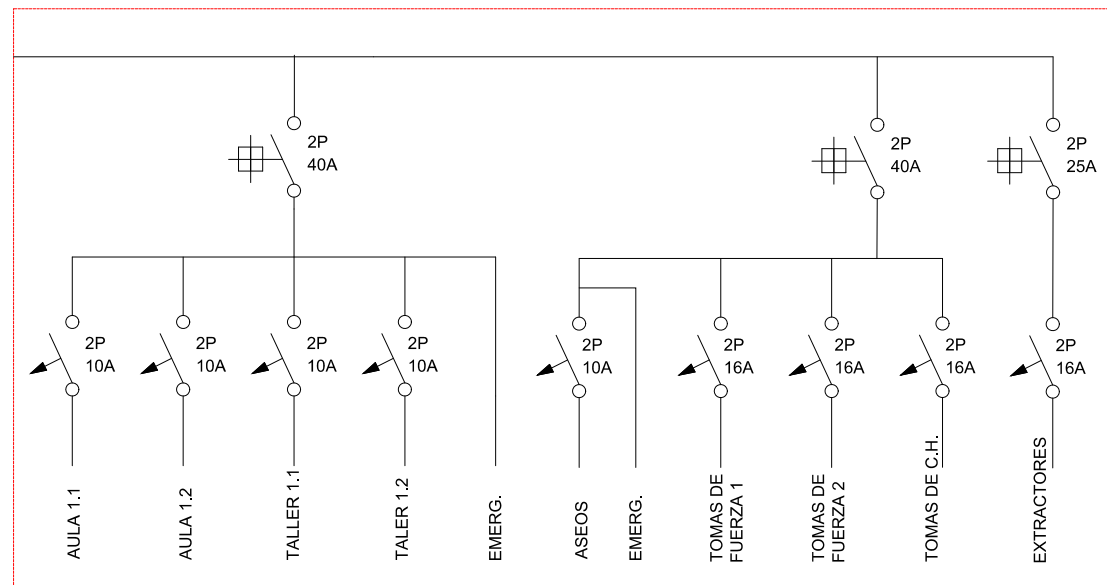 2P
40A
2P
40A
2P
25A
2P
10A
2P
10A
2P
10A
2P
10A
2P
10A
2P
16A
2P
16A
2P
16A
2P
16A
AULA 1.1
AULA 1.2
TALLER 1.1
TALER 1.2
EMERG.
ASEOS
EMERG.
TOMAS DE
FUERZA 1
TOMAS DE
FUERZA 2
TOMAS DE C.H.
EXTRACTORES